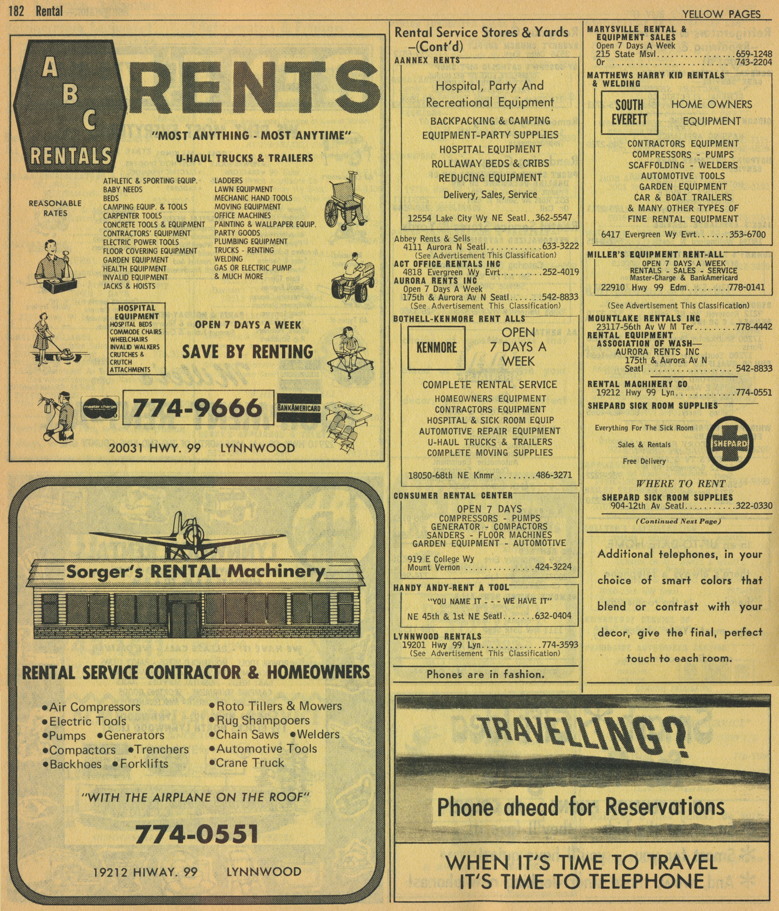 182 Rental
YELLOW PAGES
A
B
C
RENTALS
RENTS
"MOST ANYTHING - MOST ANYTIME"
U-HAUL TRUCKS & TRAILERS
REASONABLE
RATES
ATHLETIC & SPORTING EQUIP.
BABY NEEDS
BEDS
CAMPING EQUIP. & TOOLS
CARPENTER TOOLS
CONCRETE TOOLS & EQUIPMENT
CONTRACTORS' EQUIPMENT
ELECTRIC POWER TOOLS
FLOOR COVERING EQUIPMENT
GARDEN EQUIPMENT
HEALTH EQUIPMENT
INVALID EQUIPMENT
JACKS & HOISTS
LADDERS
LAWN EQUIPMENT
MECHANIC HAND TOOLS
MOVING EQUIPMENT
OFFICE MACHINES
PAINTING & WALLPAPER EQUIP.
PARTY GOODS
PLUMBING EQUIPMENT
TRUCKS - RENTING
WELDING
GAS OR ELECTRIC PUMP
& MUCH MORE
HOSPITAL
EQUIPMENT
HOSPITAL BEDS
COMMODE CHAIRS
WHEELCHAIRS
INVALID WALKERS
CRUTCHES &
CRUTCH
ATTACHMENTS
OPEN 7 DAYS A WEEK
SAVE BY RENTING
master charge
774-9666
BANKAMERICARD
20031 HWY. 99 LYNNWOOD
Sorger's RENTAL Machinery
RENTAL SERVICE CONTRACTOR & HOMEOWNERS
•Air Compressors
•Electric Tools
•Pumps •Generators
•Compactors •Trenchers
•Backhoes •Forklifts
•Roto Tillers & Mowers
•Rug Shampooers
•Chain Saws •Welders
•Automotive Tools
•Crane Truck
"WITH THE AIRPLANE ON THE ROOF"
774-0551
19212 HIWAY. 99 LYNNWOOD
Rental Service Stores & Yards
—(Cont'd)
AANNEX RENTS
Hospital, Party And
Recreational Equipment
BACKPACKING & CAMPING
EQUIPMENT-PARTY SUPPLIES
HOSPITAL EQUIPMENT
ROLLAWAY BEDS & CRIBS
REDUCING EQUIPMENT
Delivery, Sales, Service
12554 Lake City Wy NE Seatl..362-5547
Abbey Rents & Sells
4111 Aurora N Seatl..............633-3222
(See Advertisement This Classification)
ACT OFFICE RENTALS INC
4818 Evergreen Wy Evrt........252-4019
AURORA RENTS INC
Open 7 Days A Week
175th & Aurora Av N Seatl......542-8833
(See Advertisement This Classification)
BOTHELL-KENMORE RENT ALLS
KENMORE
OPEN
7 DAYS A
WEEK
COMPLETE RENTAL SERVICE
HOMEOWNERS EQUIPMENT
CONTRACTORS EQUIPMENT
HOSPITAL & SICK ROOM EQUIP
AUTOMOTIVE REPAIR EQUIPMENT
U-HAUL TRUCKS & TRAILERS
COMPLETE MOVING SUPPLIES
18050-68th NE Knmr ........486-3271
CONSUMER RENTAL CENTER
OPEN 7 DAYS
COMPRESSORS - PUMPS
GENERATOR - COMPACTORS
SANDERS - FLOOR MACHINES
GARDEN EQUIPMENT - AUTOMOTIVE
919 E College Wy
Mount Vernon .................424-3224
HANDY ANDY-RENT A TOOL
"YOU NAME IT - - - WE HAVE IT"
NE 45th & 1st NE Seatl......632-0404
LYNNWOOD RENTALS
19201 Hwy 99 Lyn...............774-3593
(See Advertisement This Classification)
Phones are in fashion.
MARYSVILLE RENTAL &
EQUIPMENT SALES
Open 7 Days A Week
215 State Msvl....................659-1248
Or ..............................743-2204
MATTHEWS HARRY KID RENTALS
& WELDING
SOUTH
EVERETT
HOME OWNERS
EQUIPMENT
CONTRACTORS EQUIPMENT
COMPRESSORS - PUMPS
SCAFFOLDING - WELDERS
AUTOMOTIVE TOOLS
GARDEN EQUIPMENT
CAR & BOAT TRAILERS
& MANY OTHER TYPES OF
FINE RENTAL EQUIPMENT
6417 Evergreen Wy Evrt......353-6700
MILLER'S EQUIPMENT RENT-ALL
OPEN 7 DAYS A WEEK
RENTALS - SALES - SERVICE
Master-Charge & BankAmericard
22910 Hwy 99 Edm........778-0141
(See Advertisement This Classification)
MOUNTLAKE RENTALS INC
23117-56th Av W M Ter.........778-4442
RENTAL EQUIPMENT
ASSOCIATION OF WASH—
AURORA RENTS INC
175th & Aurora Av N
Seatl ...................... 542-8833
RENTAL MACHINERY CO
19212 Hwy 99 Lyn...............774-0551
SHEPARD SICK ROOM SUPPLIES
Everything For The Sick Room
Sales & Rentals
Free Delivery
SHEPARD
WHERE TO RENT
SHEPARD SICK ROOM SUPPLIES
904-12th Av Seatl..............322-0330
(Continued Next Page)
Additional telephones, in your
choice of smart colors that
blend or contrast with your
decor, give the final, perfect
touch to each room.
TRAVELLING?
Phone ahead for Reservations
WHEN IT'S TIME TO TRAVEL
IT'S TIME TO TELEPHONE